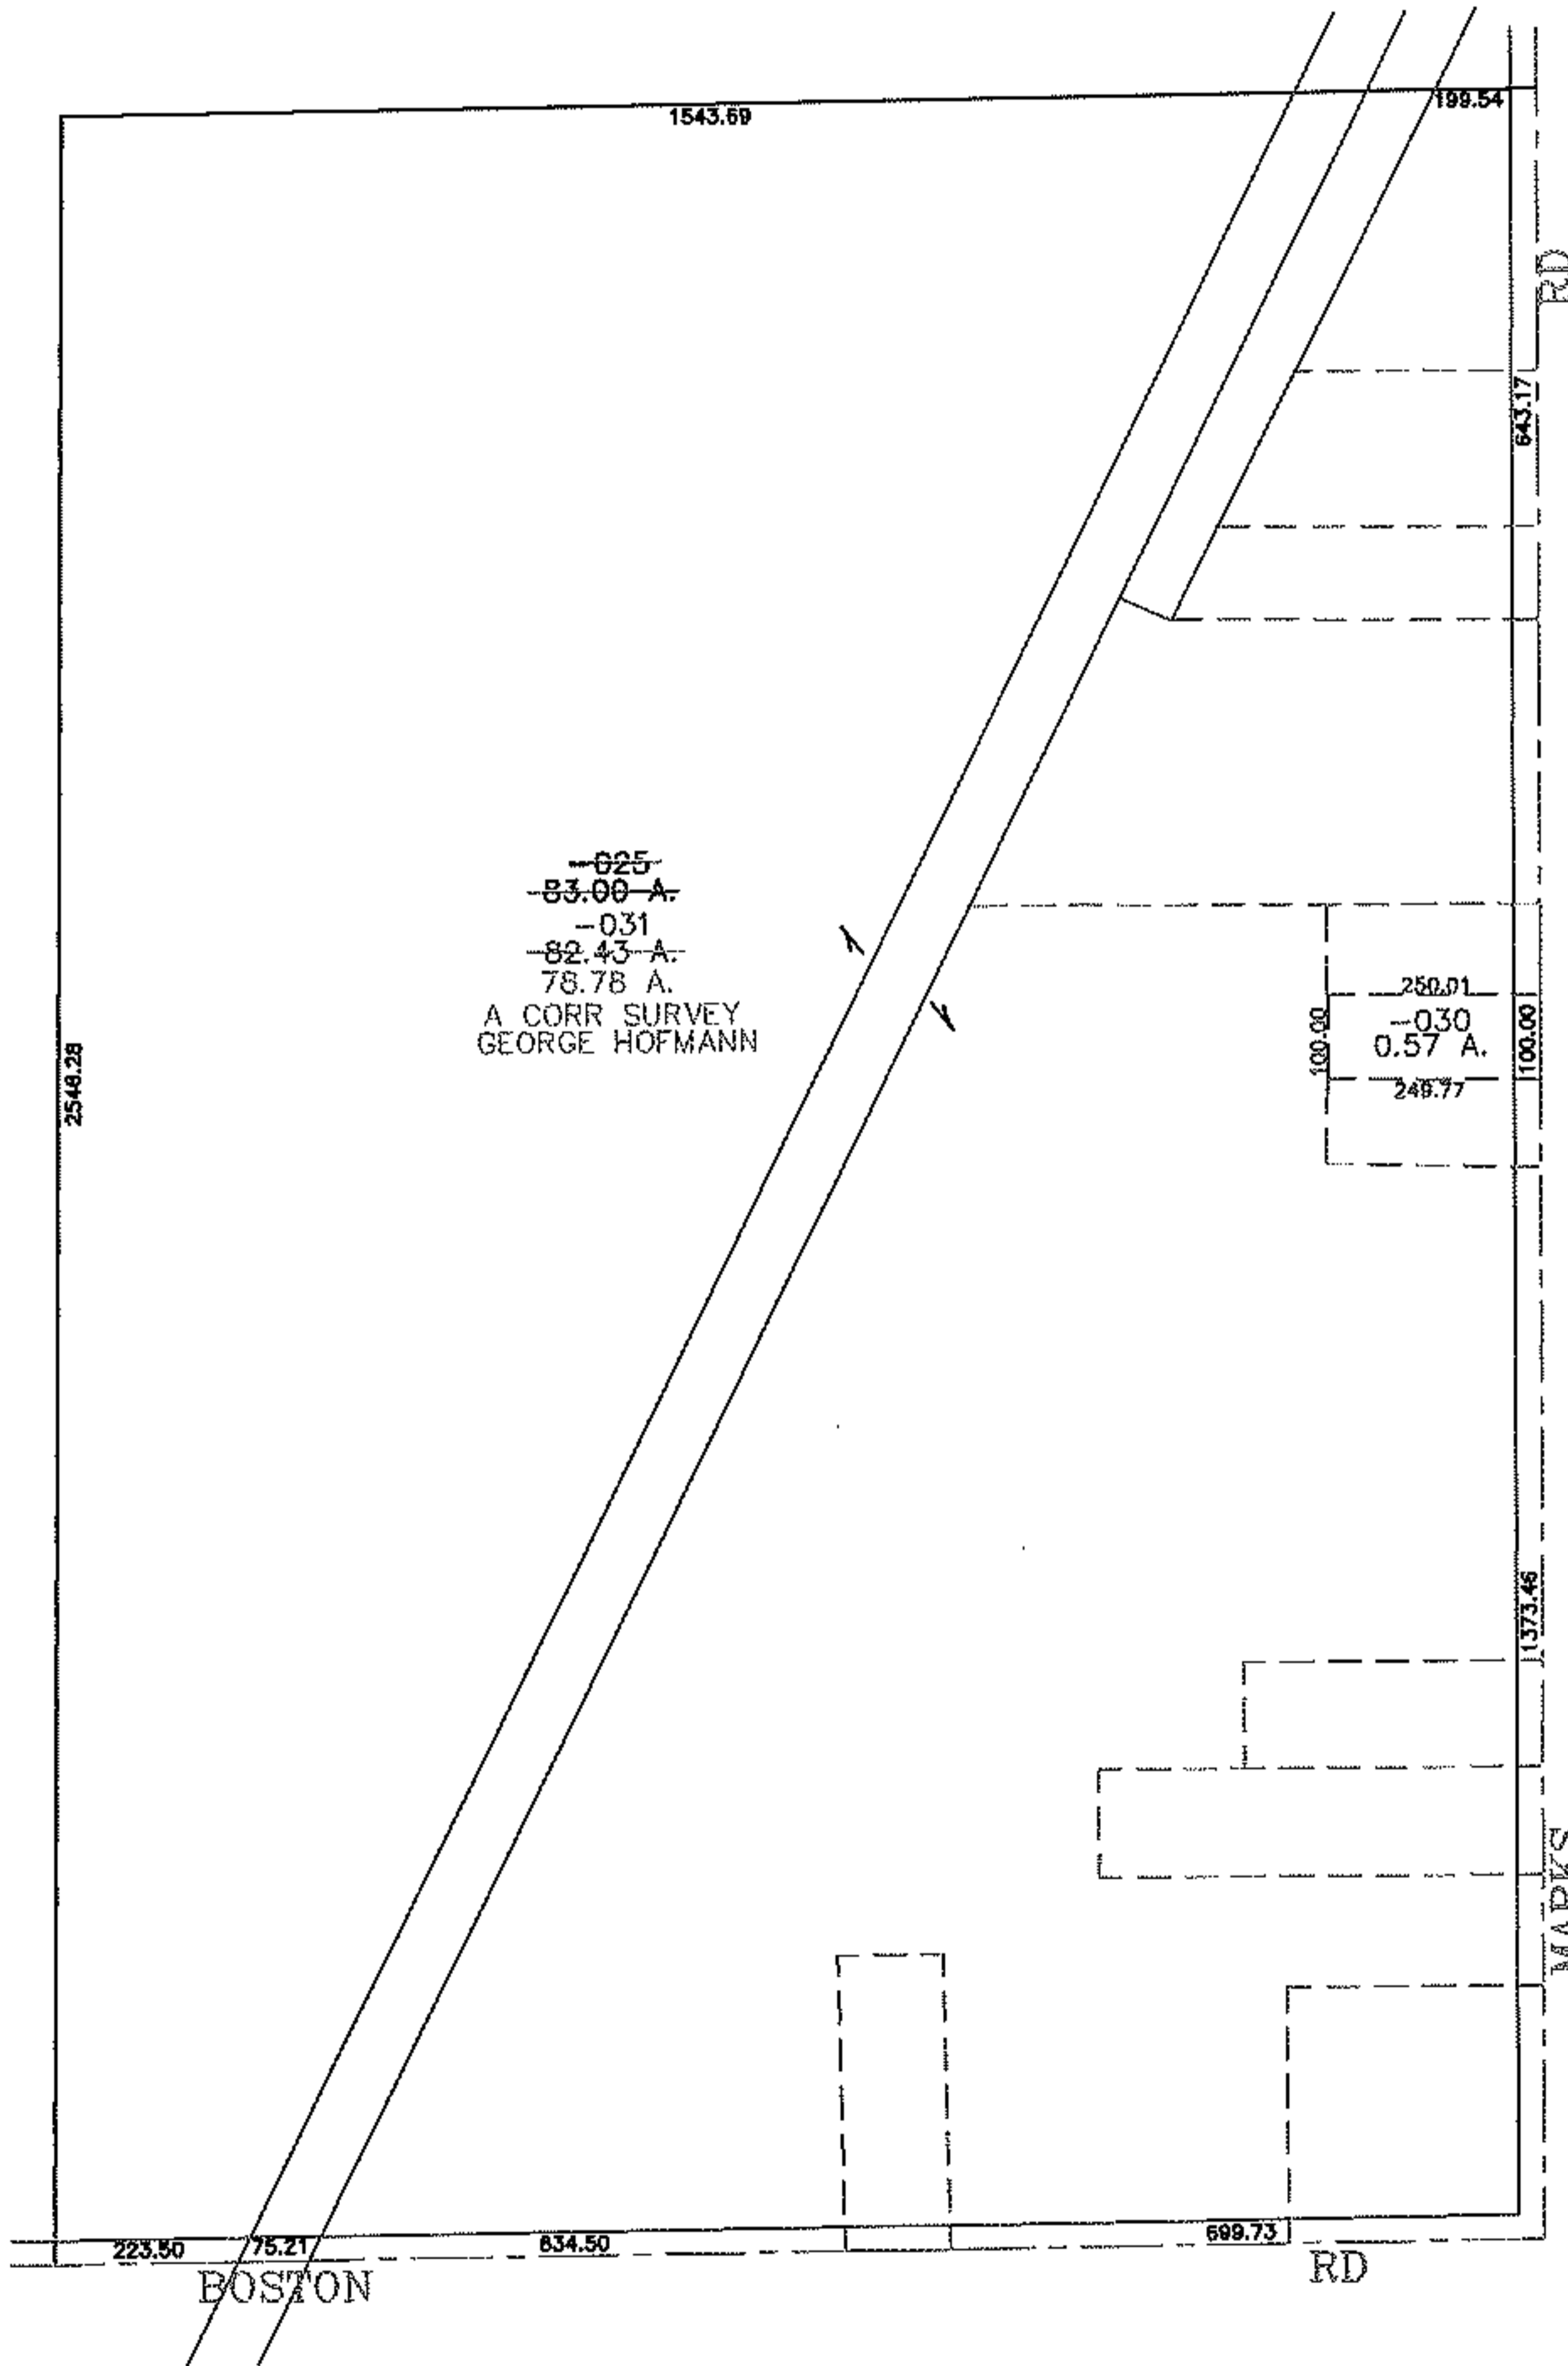 1543.69
199.54
RD
643.17
-025
83.00 A.
-031
82.43 A.
78.78 A.
A CORR SURVEY
GEORGE HOFMANN
2548.28
250.01
100.00
-030
0.57 A.
100.00
249.77
1373.46
MARKS
223.50
75.21
634.50
699.73
BOSTON
RD